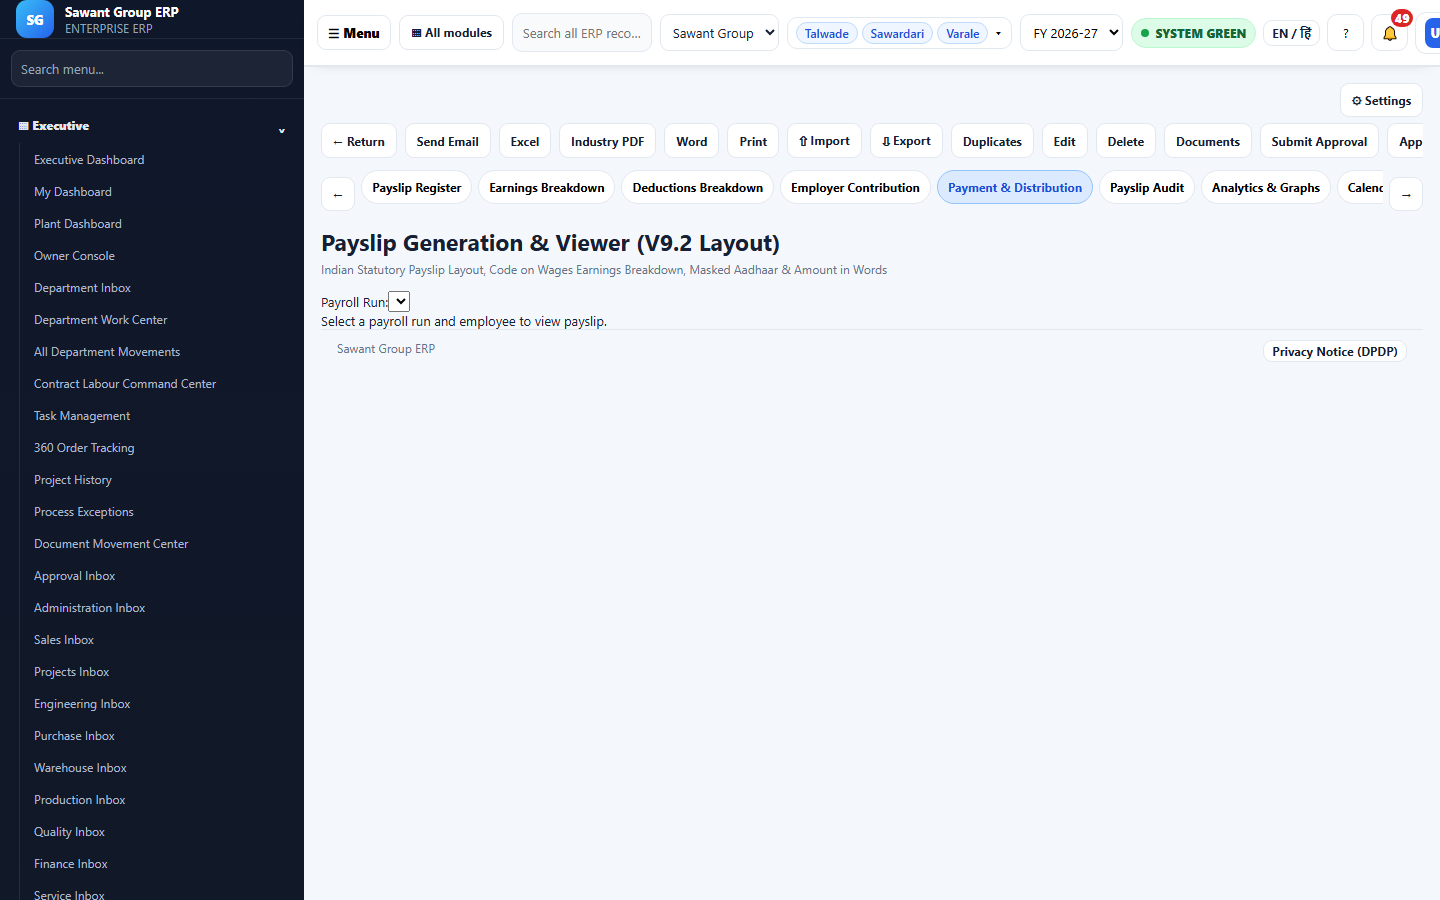 SG
Sawant Group ERP
ENTERPRISE ERP
Search menu...
Executive
Executive Dashboard
My Dashboard
Plant Dashboard
Owner Console
Department Inbox
Department Work Center
All Department Movements
Contract Labour Command Center
Task Management
360 Order Tracking
Project History
Process Exceptions
Document Movement Center
Approval Inbox
Administration Inbox
Sales Inbox
Projects Inbox
Engineering Inbox
Purchase Inbox
Warehouse Inbox
Production Inbox
Quality Inbox
Finance Inbox
Service Inbox
☰ Menu
All modules
Search all ERP reco...
Sawant Group
Talwade Sawardari Varale
FY 2026-27
SYSTEM GREEN
EN / हिं
?
49
U
⚙ Settings
← Return Send Email Excel Industry PDF Word Print ⇧ Import ⇩ Export Duplicates Edit Delete Documents Submit Approval App
← Payslip Register Earnings Breakdown Deductions Breakdown Employer Contribution Payment & Distribution Payslip Audit Analytics & Graphs Calend →
Payslip Generation & Viewer (V9.2 Layout)
Indian Statutory Payslip Layout, Code on Wages Earnings Breakdown, Masked Aadhaar & Amount in Words
Payroll Run:
Select a payroll run and employee to view payslip.
Sawant Group ERP
Privacy Notice (DPDP)